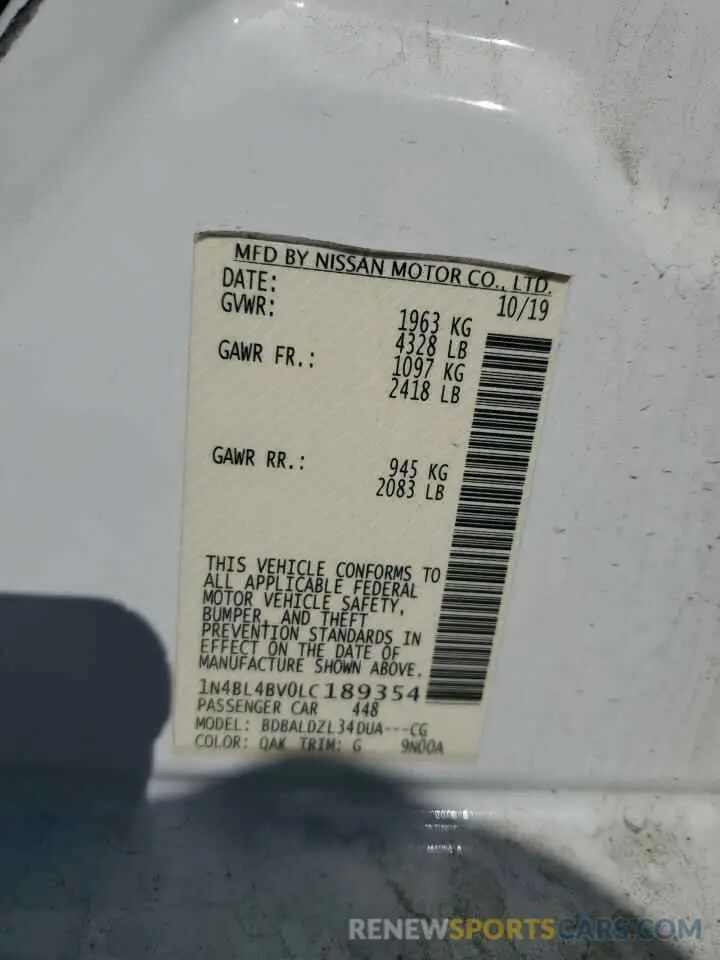 MFD BY NISSAN MOTOR CO., LTD.
DATE: 10/19
GVWR: 1963 KG
4328 LB
GAWR FR.: 1097 KG
2418 LB
GAWR RR.: 945 KG
2083 LB
THIS VEHICLE CONFORMS TO
ALL APPLICABLE FEDERAL
MOTOR VEHICLE SAFETY,
BUMPER, AND THEFT
PREVENTION STANDARDS IN
EFFECT ON THE DATE OF
MANUFACTURE SHOWN ABOVE.
1N4BL4BV0LC189354
PASSENGER CAR 448
MODEL: BDBALDZL34DUA---CG
COLOR: QAK TRIM: G 9N00A
RENEWSPORTSCARS.COM